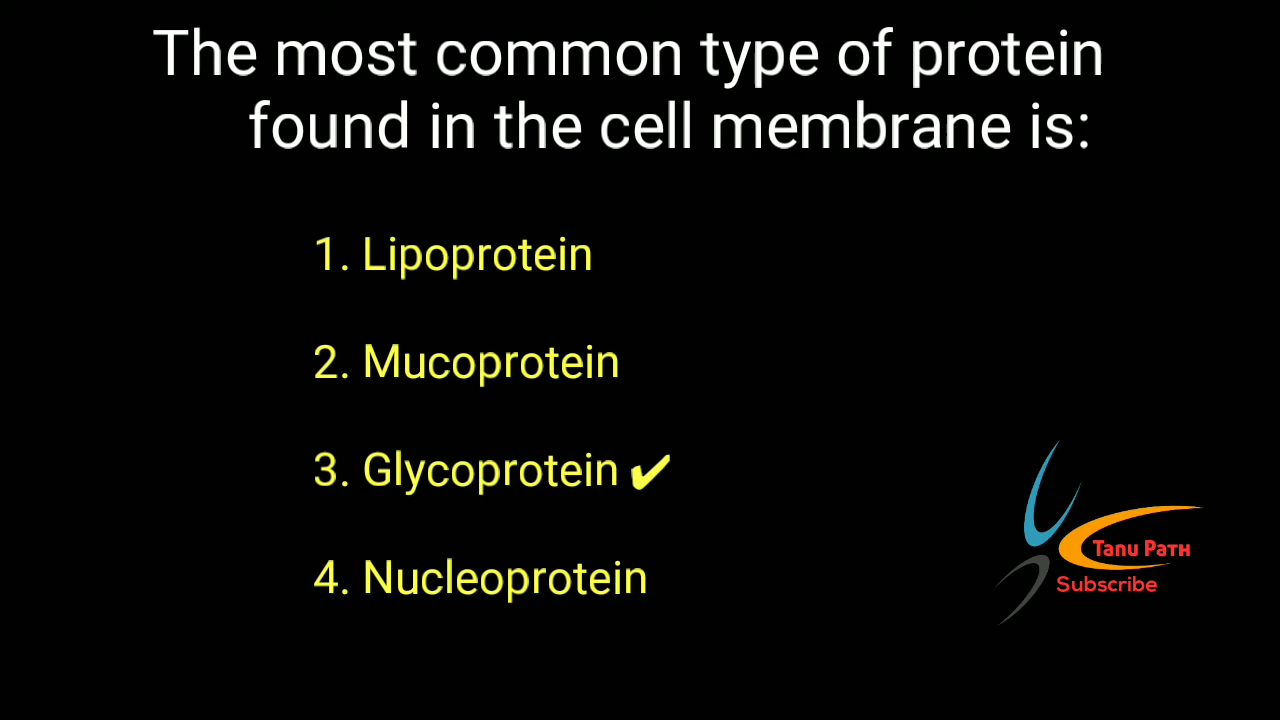 The most common type of protein
found in the cell membrane is:
1. Lipoprotein
2. Mucoprotein
3. Glycoprotein ✔
4. Nucleoprotein
Tanu Path
Subscribe